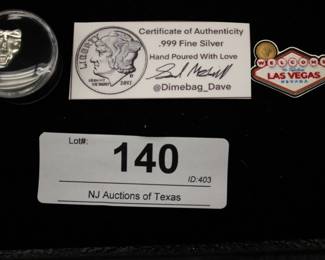 Certificate of Authenticity
.999 Fine Silver
Hand Poured With Love
@Dimebag_Dave
LIBERTY
WELCOME
LAS VEGAS
NEVADA
Lot#:
140
ID:403
NJ Auctions of Texas